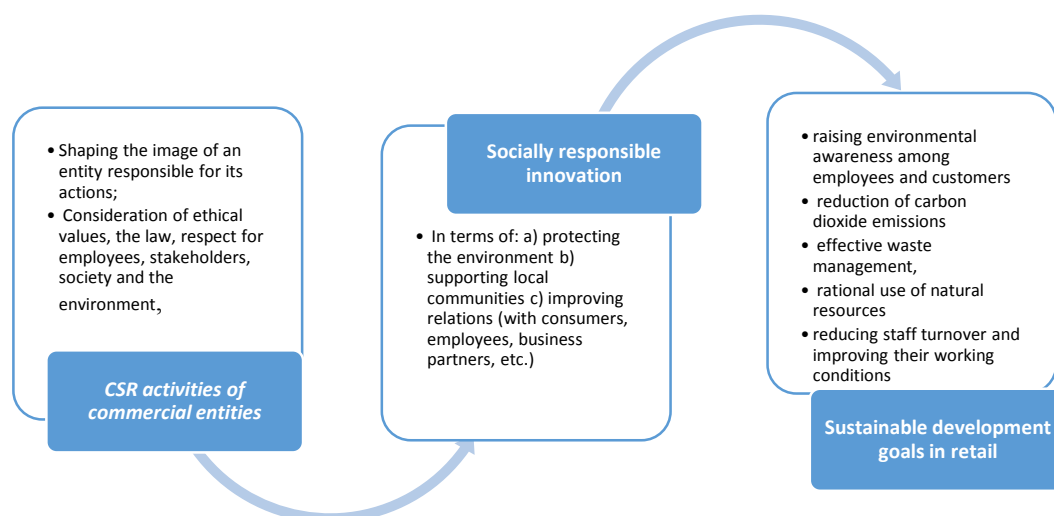 • Shaping the image of an
entity responsible for its
actions;
• Consideration of ethical
values, the law, respect for
employees, stakeholders,
society and the
environment,
CSR activities of
commercial entities
Socially responsible
innovation
• In terms of: a) protecting
the environment b)
supporting local
communities c) improving
relations (with consumers,
employees, business
partners, etc.)
• raising environmental
awareness among
employees and customers
• reduction of carbon
dioxide emissions
• effective waste
management,
• rational use of natural
resources
• reducing staff turnover and
improving their working
conditions
Sustainable development
goals in retail